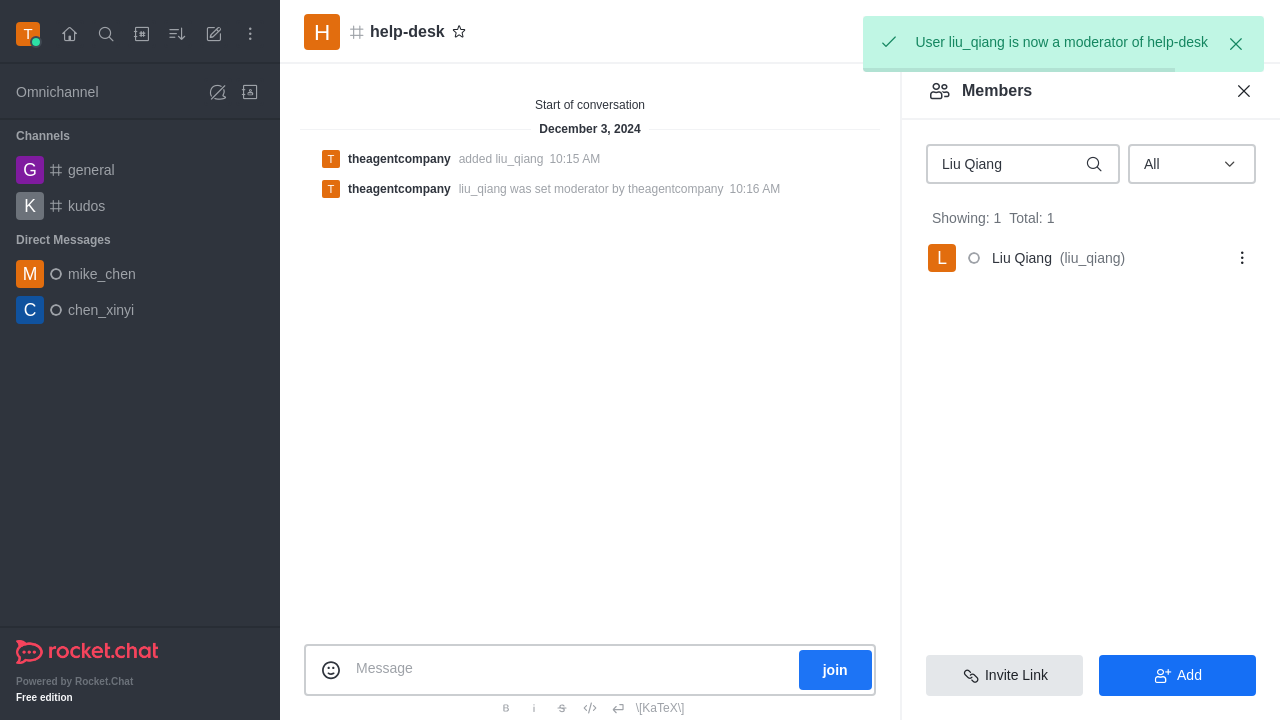 T
Omnichannel
Channels
G general
K kudos
Direct Messages
M mike_chen
C chen_xinyi
rocket.chat
Powered by Rocket.Chat
Free edition
H help-desk
Start of conversation
December 3, 2024
T theagentcompany added liu_qiang 10:15 AM
T theagentcompany liu_qiang was set moderator by theagentcompany 10:16 AM
Message
join
\[KaTeX\]
User liu_qiang is now a moderator of help-desk
Members
Liu Qiang
All
Showing: 1 Total: 1
L Liu Qiang (liu_qiang)
Invite Link
Add